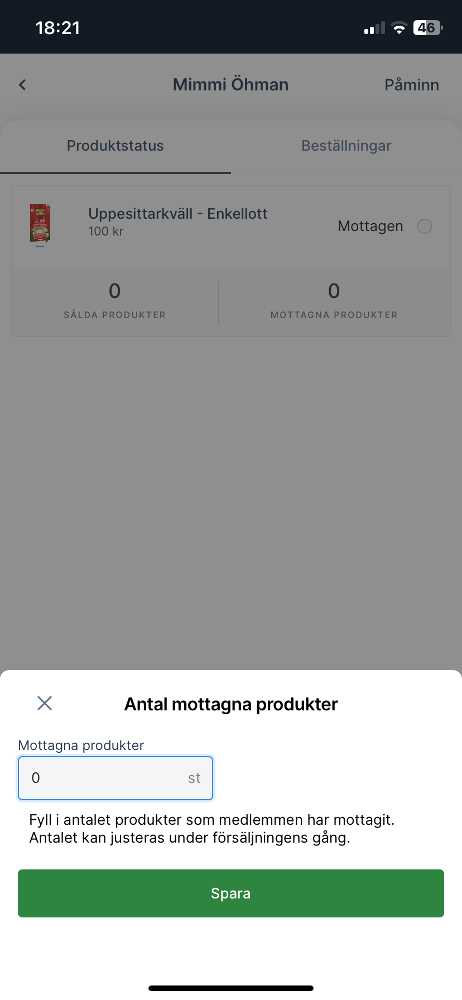 18:21
46
Mimmi Öhman
Påminn
Produktstatus
Beställningar
Bingo
Lotto
Uppesittarkväll - Enkellott
100 kr
Mottagen
0
SÅLDA PRODUKTER
0
MOTTAGNA PRODUKTER
Antal mottagna produkter
Mottagna produkter
0 st
Fyll i antalet produkter som medlemmen har mottagit.
Antalet kan justeras under försäljningens gång.
Spara